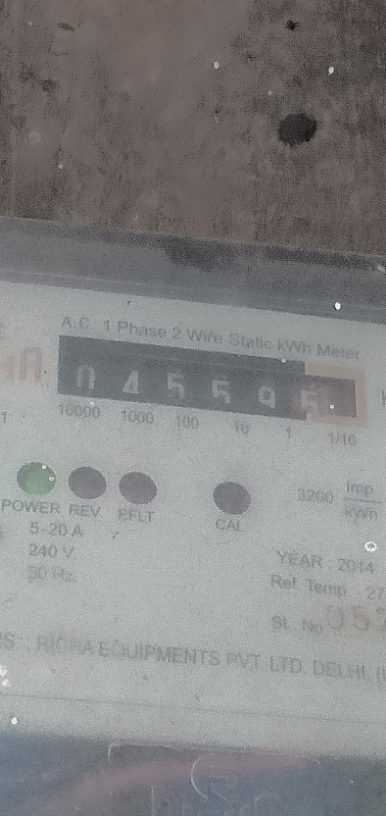 A.C. 1 Phase 2 Wire Static kWh Meter
0 4 5 5 9 5
10000 1000 100 10 1 1/10
3200 Imp/kWh
POWER REV EFLT CAL
5-20 A
240 V
50 Hz
YEAR : 2014
Ref. Temp. : 27
SL. No. 057
RICHA EQUIPMENTS PVT. LTD. DELHI